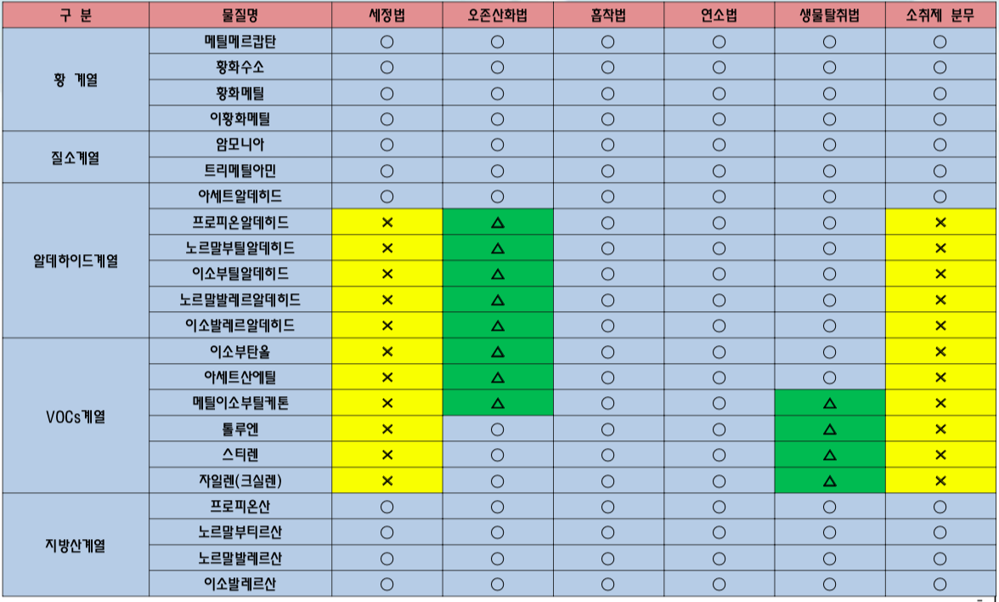 구 분 물질명 세정법 오존산화법 흡착법 연소법 생물탈취법 소취제 분무
황 계열
메틸메르캅탄 ○ ○ ○ ○ ○ ○
황화수소 ○ ○ ○ ○ ○ ○
황화메틸 ○ ○ ○ ○ ○ ○
이황화메틸 ○ ○ ○ ○ ○ ○
질소계열
암모니아 ○ ○ ○ ○ ○ ○
트리메틸아민 ○ ○ ○ ○ ○ ○
알데하이드계열
아세트알데히드 ○ ○ ○ ○ ○ ○
프로피온알데히드 × △ ○ ○ ○ ×
노르말부틸알데히드 × △ ○ ○ ○ ×
이소부틸알데히드 × △ ○ ○ ○ ×
노르말발레르알데히드 × △ ○ ○ ○ ×
이소발레르알데히드 × △ ○ ○ ○ ×
VOCs계열
이소부탄올 × △ ○ ○ ○ ×
아세트산에틸 × △ ○ ○ ○ ×
메틸이소부틸케톤 × △ ○ ○ △ ×
톨루엔 × ○ ○ ○ △ ×
스티렌 × ○ ○ ○ △ ×
자일렌(크실렌) × ○ ○ ○ △ ×
지방산계열
프로피온산 ○ ○ ○ ○ ○ ○
노르말부티르산 ○ ○ ○ ○ ○ ○
노르말발레르산 ○ ○ ○ ○ ○ ○
이소발레르산 ○ ○ ○ ○ ○ ○